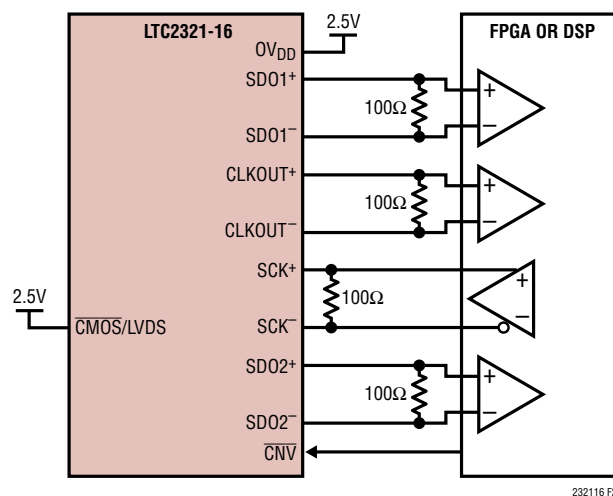 LTC2321-16
FPGA OR DSP
2.5V
OVDD
SDO1+
100Ω
SDO1–
+
–
CLKOUT+
100Ω
CLKOUT–
+
–
SCK+
100Ω
SCK–
+
–
2.5V
CMOS/LVDS
SDO2+
100Ω
SDO2–
+
–
CNV
232116